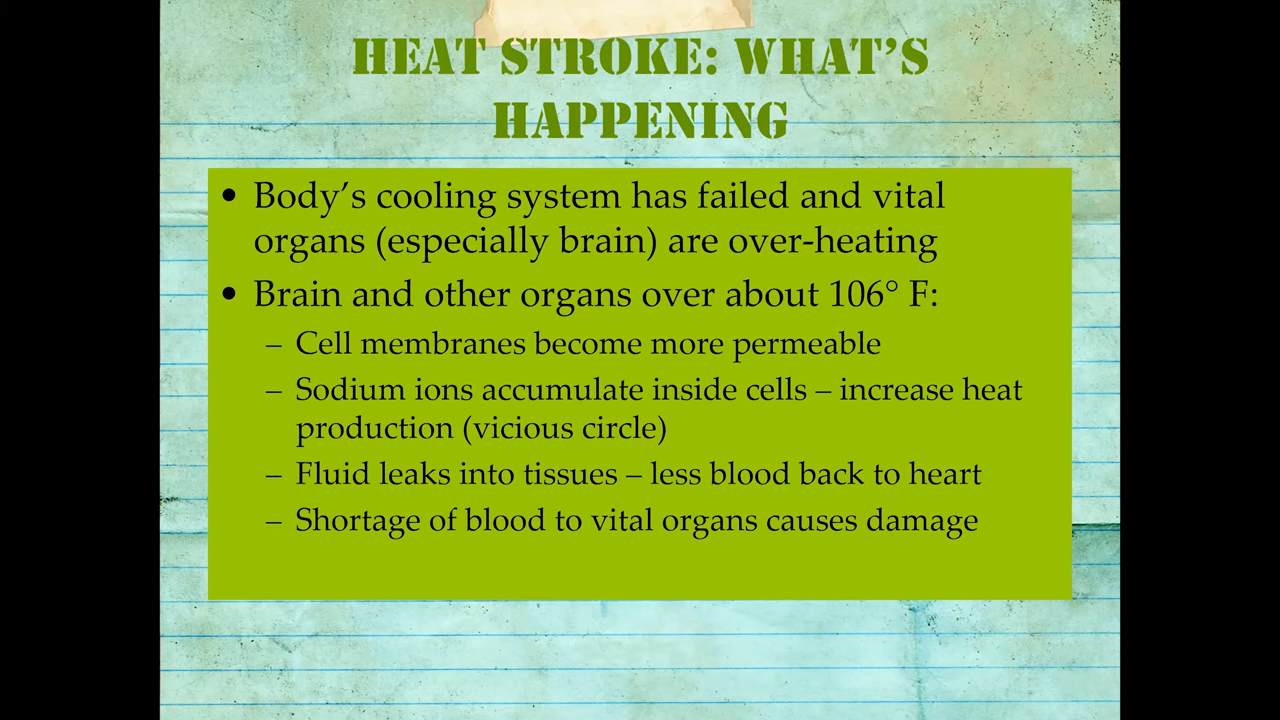 HEAT STROKE: WHAT’S
HAPPENING
• Body’s cooling system has failed and vital
organs (especially brain) are over-heating
• Brain and other organs over about 106° F:
– Cell membranes become more permeable
– Sodium ions accumulate inside cells – increase heat
production (vicious circle)
– Fluid leaks into tissues – less blood back to heart
– Shortage of blood to vital organs causes damage